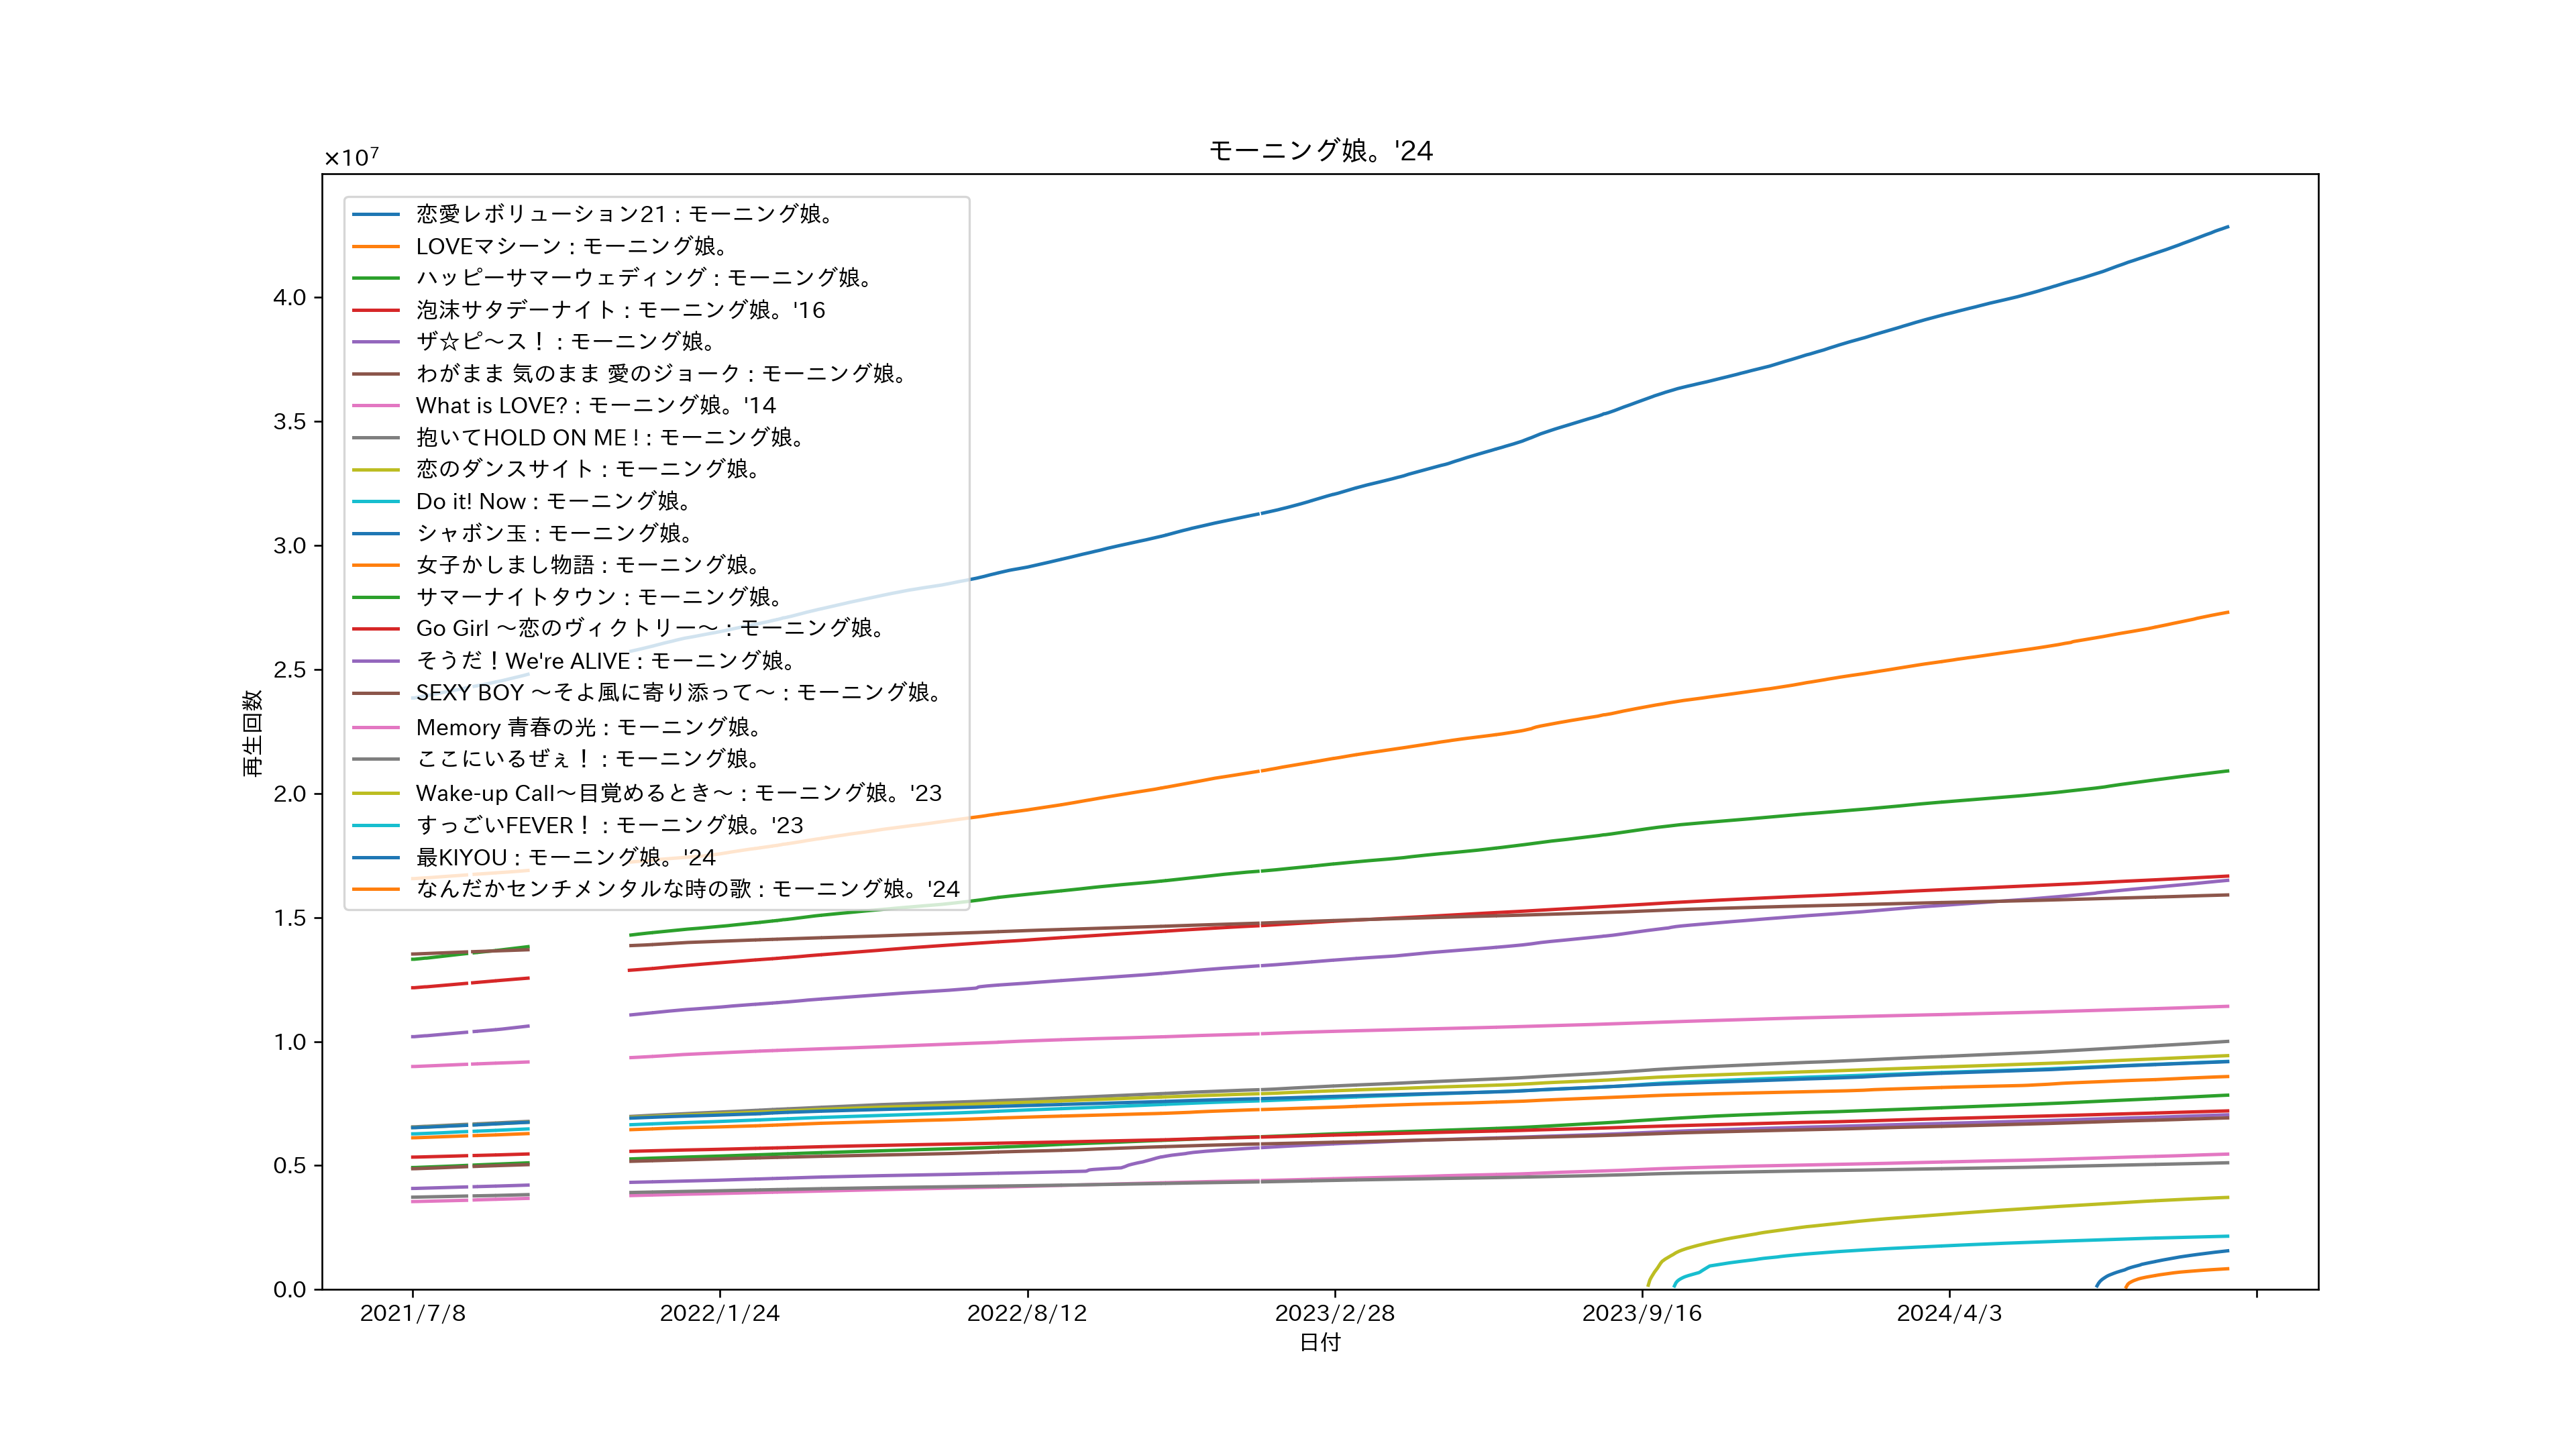 モーニング娘。'24
×10⁷
恋愛レボリューション21 : モーニング娘。
LOVEマシーン : モーニング娘。
ハッピーサマーウェディング : モーニング娘。
泡沫サタデーナイト : モーニング娘。'16
ザ☆ピ～ス！ : モーニング娘。
わがまま 気のまま 愛のジョーク : モーニング娘。
What is LOVE? : モーニング娘。'14
抱いてHOLD ON ME ! : モーニング娘。
恋のダンスサイト : モーニング娘。
Do it! Now : モーニング娘。
シャボン玉 : モーニング娘。
女子かしまし物語 : モーニング娘。
サマーナイトタウン : モーニング娘。
Go Girl ～恋のヴィクトリー～ : モーニング娘。
そうだ！We're ALIVE : モーニング娘。
SEXY BOY ～そよ風に寄り添って～ : モーニング娘。
Memory 青春の光 : モーニング娘。
ここにいるぜぇ！ : モーニング娘。
Wake-up Call～目覚めるとき～ : モーニング娘。'23
すっごいFEVER！ : モーニング娘。'23
最KIYOU : モーニング娘。'24
なんだかセンチメンタルな時の歌 : モーニング娘。'24
4.0
3.5
3.0
2.5
2.0
1.5
1.0
0.5
0.0
再生回数
2021/7/8
2022/1/24
2022/8/12
2023/2/28
2023/9/16
2024/4/3
日付